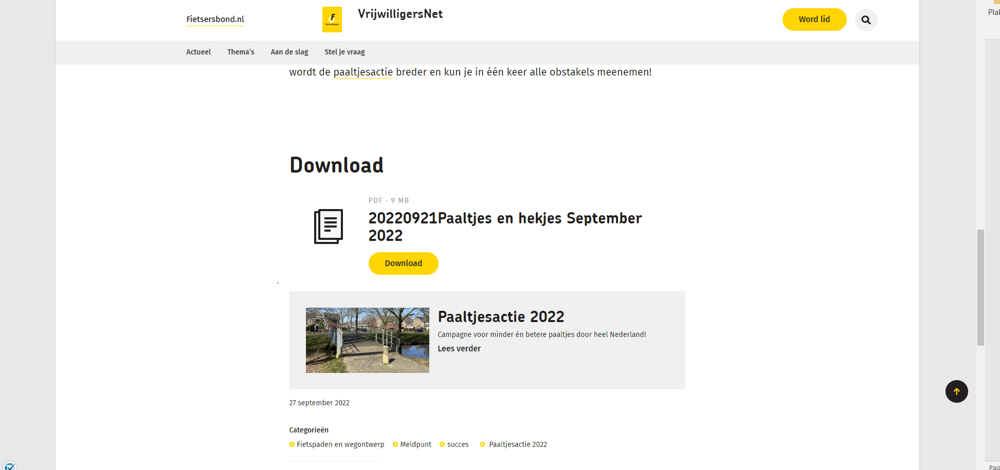 Fietsersbond.nl
Fietsersbond
VrijwilligersNet
Word lid
Actueel
Thema's
Aan de slag
Stel je vraag
wordt de paaltjesactie breder en kun je in één keer alle obstakels meenemen!
Download
PDF · 9 MB
20220921Paaltjes en hekjes September
2022
Download
Paaltjesactie 2022
Campagne voor minder én betere paaltjes door heel Nederland!
Lees verder
27 september 2022
Categorieën
Fietspaden en wegontwerp
Meldpunt
succes
Paaltjesactie 2022